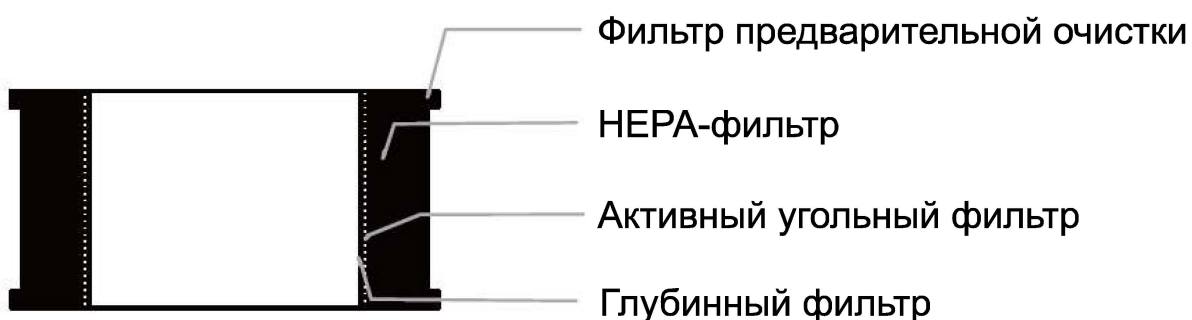 Фильтр предварительной очистки
HEPA-фильтр
Активный угольный фильтр
Глубинный фильтр